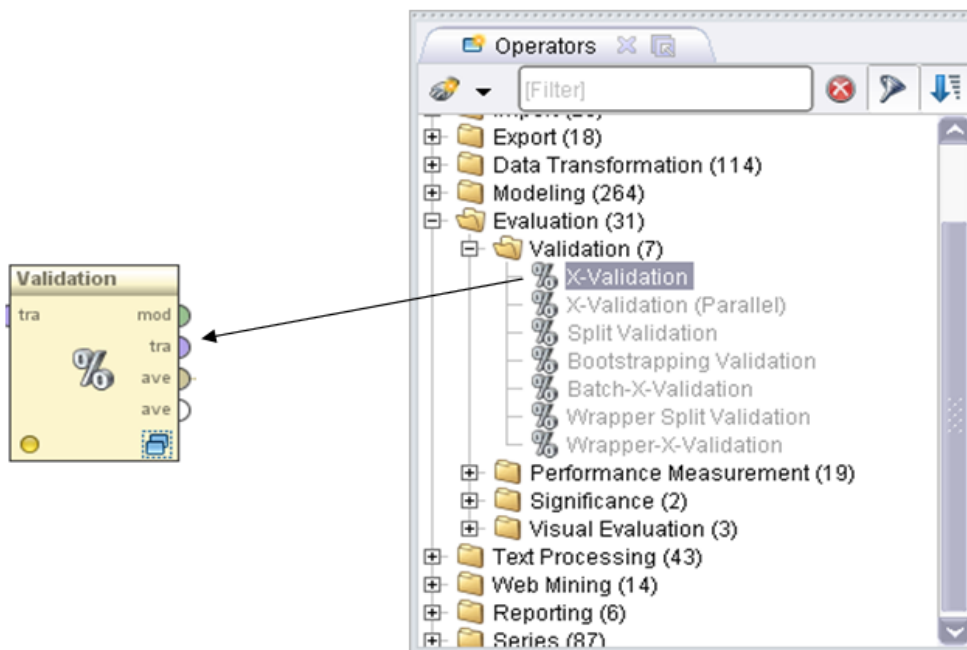 Operators
[Filter]
Export (18)
Data Transformation (114)
Modeling (264)
Evaluation (31)
Validation (7)
X-Validation
X-Validation (Parallel)
Split Validation
Bootstrapping Validation
Batch-X-Validation
Wrapper Split Validation
Wrapper-X-Validation
Performance Measurement (19)
Significance (2)
Visual Evaluation (3)
Text Processing (43)
Web Mining (14)
Reporting (6)
Series (87)
Validation
tra mod
tra
% ave
ave